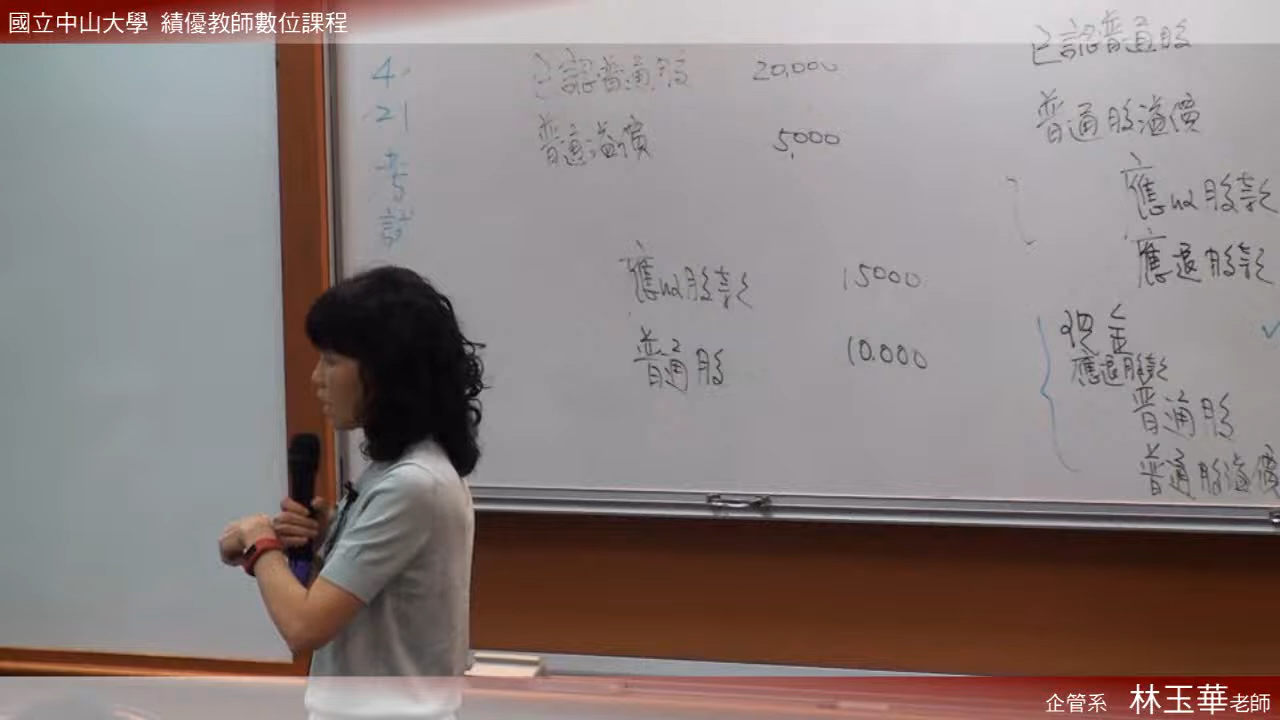 國立中山大學 績優教師數位課程
4
21
考
試
已認普通股 20,000
普通溢價 5,000
應收股款 15000
普通股 10.000
已認普通股
普通股溢價
應收股款
應退股款
現金
應退股款
普通股
普通股溢價
企管系 林玉華老師